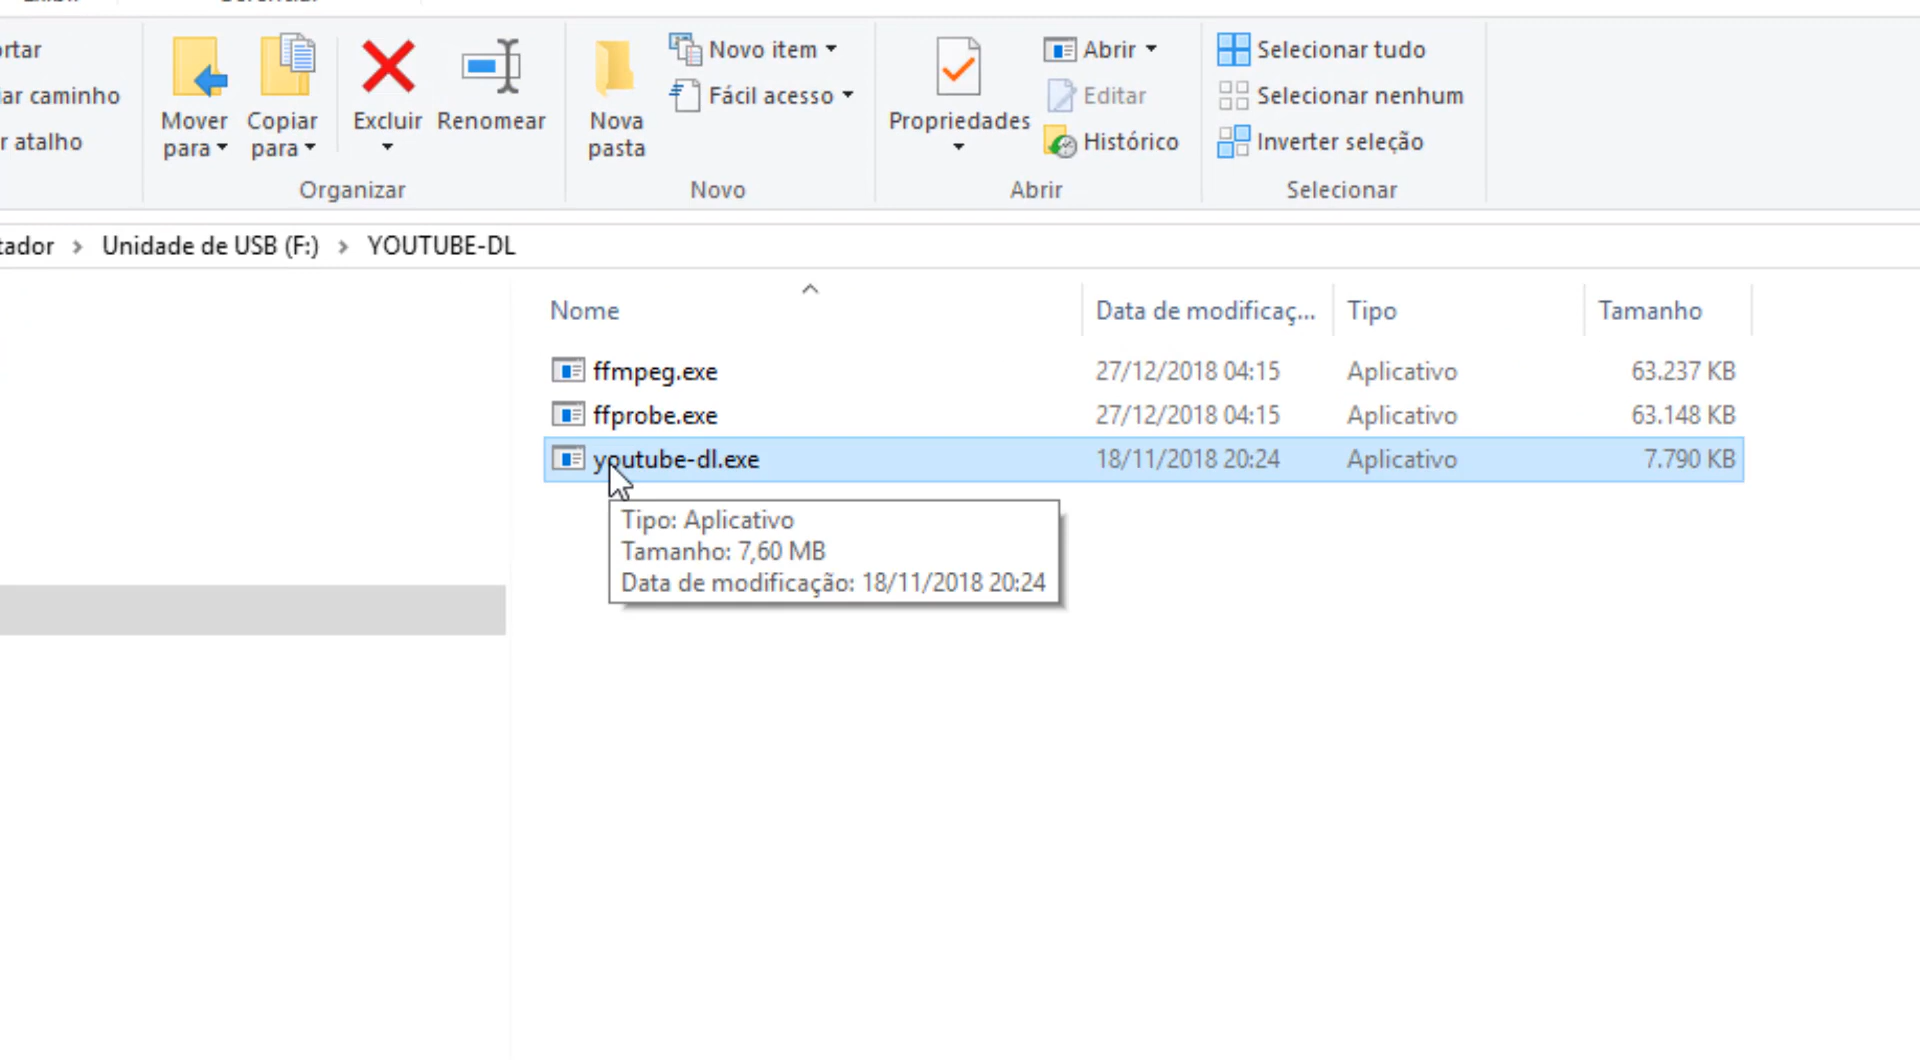 rtar
iar caminho
r atalho
Mover
para
Copiar
para
Excluir
Renomear
Organizar
Nova
pasta
Novo item
Fácil acesso
Novo
Propriedades
Abrir
Editar
Histórico
Abrir
Selecionar tudo
Selecionar nenhum
Inverter seleção
Selecionar
tador > Unidade de USB (F:) > YOUTUBE-DL
Nome Data de modificaç... Tipo Tamanho
ffmpeg.exe 27/12/2018 04:15 Aplicativo 63.237 KB
ffprobe.exe 27/12/2018 04:15 Aplicativo 63.148 KB
youtube-dl.exe 18/11/2018 20:24 Aplicativo 7.790 KB
Tipo: Aplicativo
Tamanho: 7,60 MB
Data de modificação: 18/11/2018 20:24